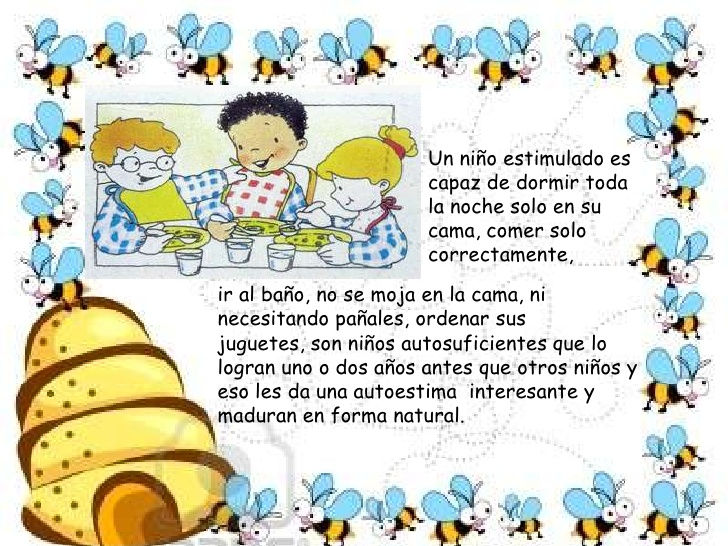 Un niño estimulado es
capaz de dormir toda
la noche solo en su
cama, comer solo
correctamente,
ir al baño, no se moja en la cama, ni
necesitando pañales, ordenar sus
juguetes, son niños autosuficientes que lo
logran uno o dos años antes que otros niños y
eso les da una autoestima  interesante y
maduran en forma natural.